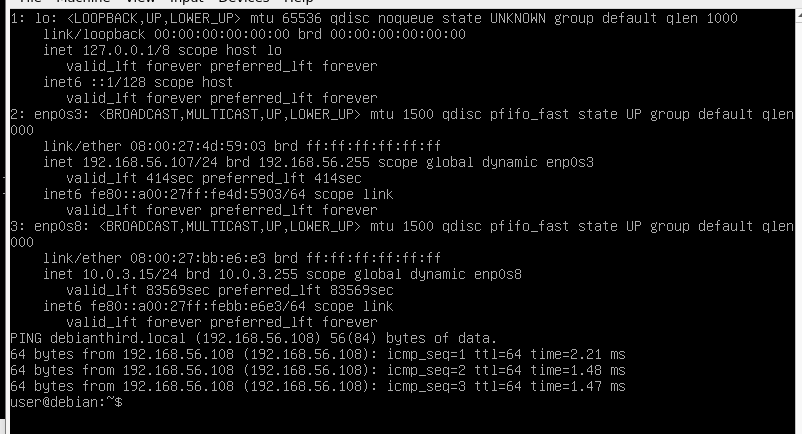 File Machine View Input Devices Help
1: lo: <LOOPBACK,UP,LOWER_UP> mtu 65536 qdisc noqueue state UNKNOWN group default qlen 1000
link/loopback 00:00:00:00:00:00 brd 00:00:00:00:00:00
inet 127.0.0.1/8 scope host lo
valid_lft forever preferred_lft forever
inet6 ::1/128 scope host
valid_lft forever preferred_lft forever
2: enp0s3: <BROADCAST,MULTICAST,UP,LOWER_UP> mtu 1500 qdisc pfifo_fast state UP group default qlen
000
link/ether 08:00:27:4d:59:03 brd ff:ff:ff:ff:ff:ff
inet 192.168.56.107/24 brd 192.168.56.255 scope global dynamic enp0s3
valid_lft 414sec preferred_lft 414sec
inet6 fe80::a00:27ff:fe4d:5903/64 scope link
valid_lft forever preferred_lft forever
3: enp0s8: <BROADCAST,MULTICAST,UP,LOWER_UP> mtu 1500 qdisc pfifo_fast state UP group default qlen
000
link/ether 08:00:27:bb:e6:e3 brd ff:ff:ff:ff:ff:ff
inet 10.0.3.15/24 brd 10.0.3.255 scope global dynamic enp0s8
valid_lft 83569sec preferred_lft 83569sec
inet6 fe80::a00:27ff:febb:e6e3/64 scope link
valid_lft forever preferred_lft forever
PING debianthird.local (192.168.56.108) 56(84) bytes of data.
64 bytes from 192.168.56.108 (192.168.56.108): icmp_seq=1 ttl=64 time=2.21 ms
64 bytes from 192.168.56.108 (192.168.56.108): icmp_seq=2 ttl=64 time=1.48 ms
64 bytes from 192.168.56.108 (192.168.56.108): icmp_seq=3 ttl=64 time=1.47 ms
user@debian:~$